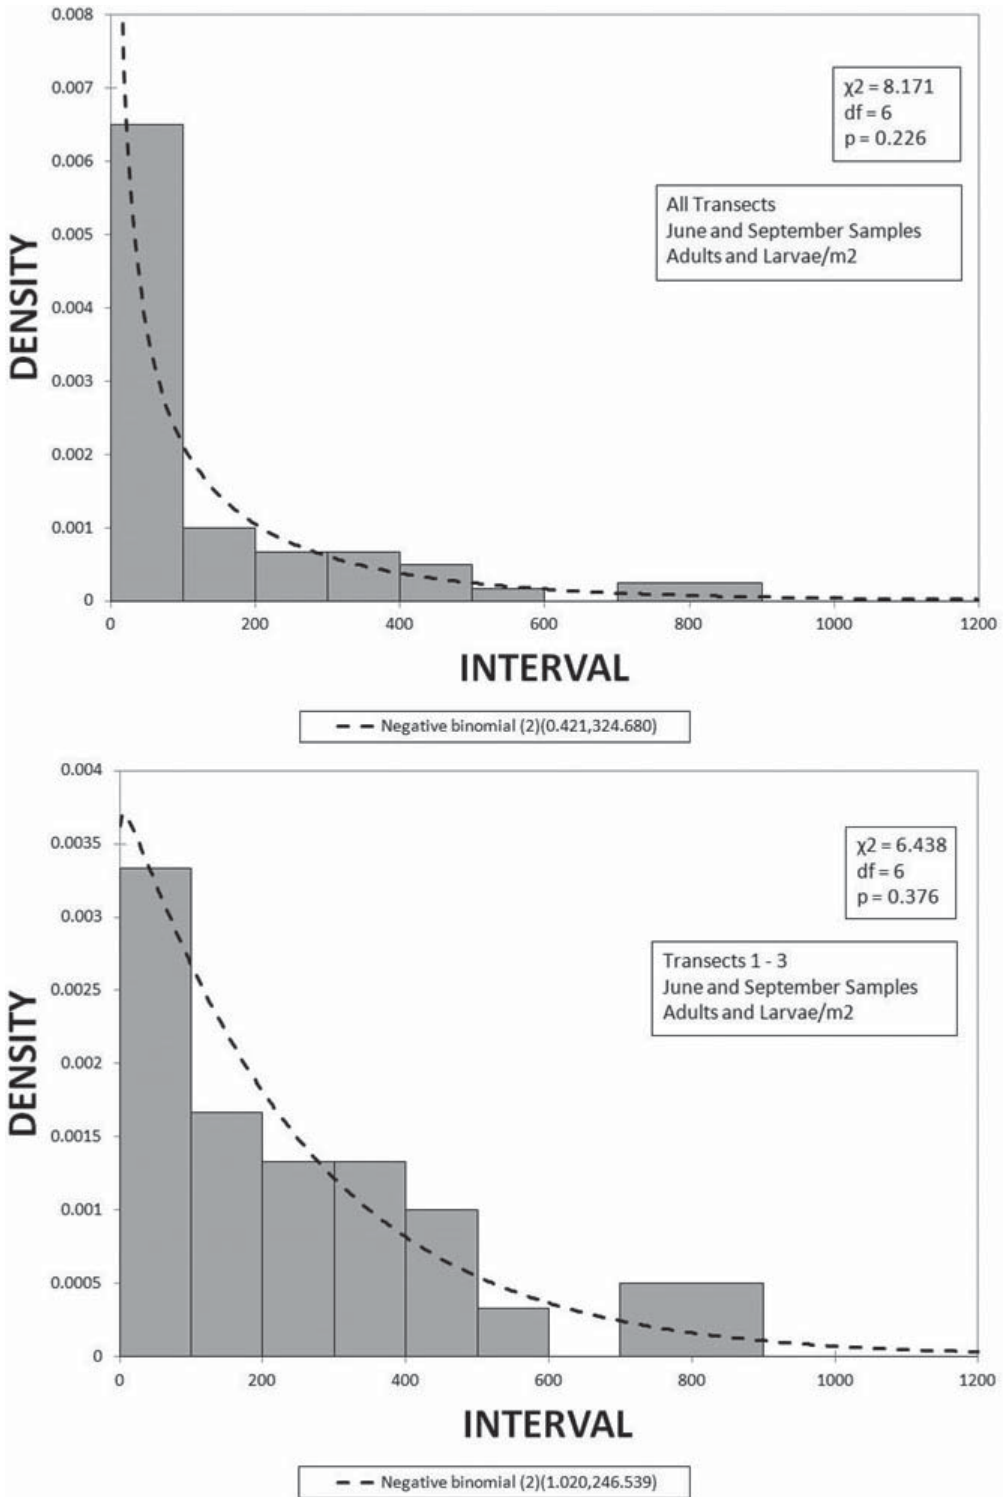 0.008
0.007
0.006
0.005
0.004
0.003
0.002
0.001
0
DENSITY
χ2 = 8.171
df = 6
p = 0.226
All Transects
June and September Samples
Adults and Larvae/m2
0 200 400 600 800 1000 1200
INTERVAL
Negative binomial (2)(0.421,324.680)
0.004
0.0035
0.003
0.0025
0.002
0.0015
0.001
0.0005
0
DENSITY
χ2 = 6.438
df = 6
p = 0.376
Transects 1 - 3
June and September Samples
Adults and Larvae/m2
0 200 400 600 800 1000 1200
INTERVAL
Negative binomial (2)(1.020,246.539)